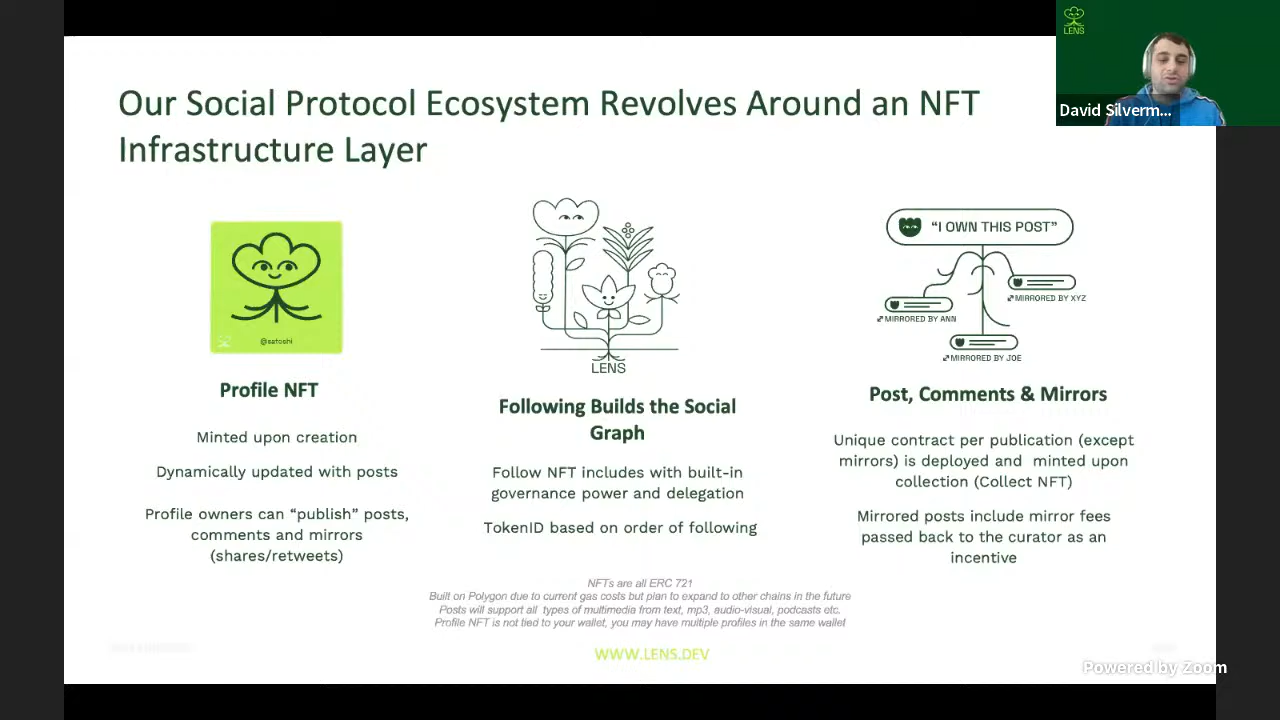 LENS
David Silverm...
Our Social Protocol Ecosystem Revolves Around an NFT
Infrastructure Layer
@satoshi
Profile NFT
Minted upon creation
Dynamically updated with posts
Profile owners can “publish” posts,
comments and mirrors
(shares/retweets)
LENS
Following Builds the Social
Graph
Follow NFT includes with built-in
governance power and delegation
TokenID based on order of following
“I OWN THIS POST”
MIRRORED BY XYZ
MIRRORED BY ANN
MIRRORED BY JOE
Post, Comments & Mirrors
Unique contract per publication (except
mirrors) is deployed and minted upon
collection (Collect NFT)
Mirrored posts include mirror fees
passed back to the curator as an
incentive
NFTs are all ERC 721
Built on Polygon due to current gas costs but plan to expand to other chains in the future
Posts will support all types of multimedia from text, mp3, audio-visual, podcasts etc.
Profile NFT is not tied to your wallet, you may have multiple profiles in the same wallet
WWW.LENS.DEV
Powered by Zoom